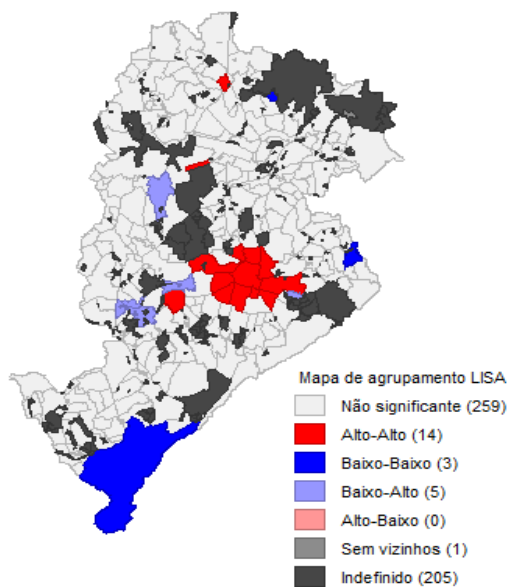 Mapa de agrupamento LISA
Não significante (259)
Alto-Alto (14)
Baixo-Baixo (3)
Baixo-Alto (5)
Alto-Baixo (0)
Sem vizinhos (1)
Indefinido (205)